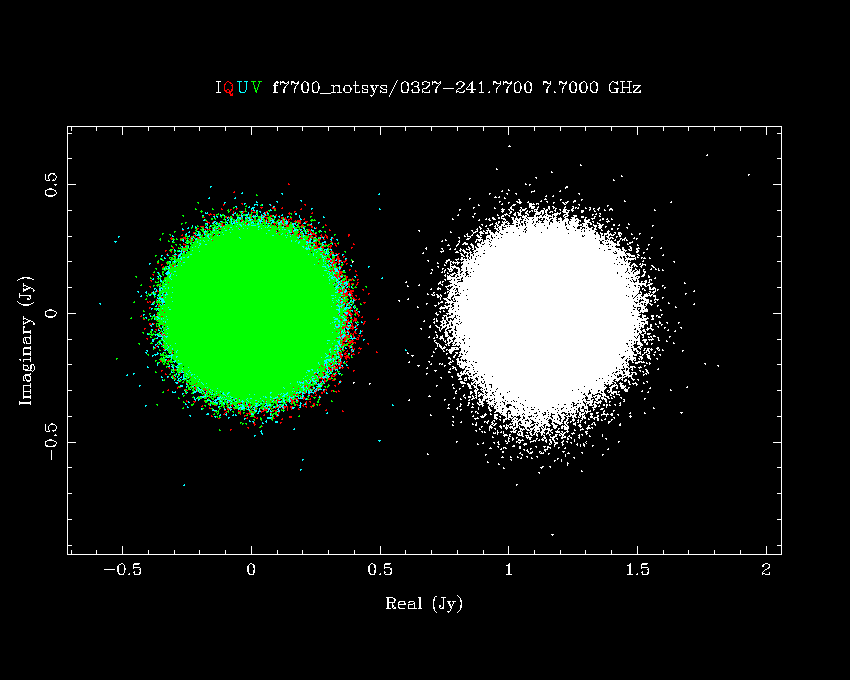 IQUV f7700_notsys/0327-241.7700 7.7000 GHz
0.5
0
-0.5
Imaginary (Jy)
-0.5 0 0.5 1 1.5 2
Real (Jy)